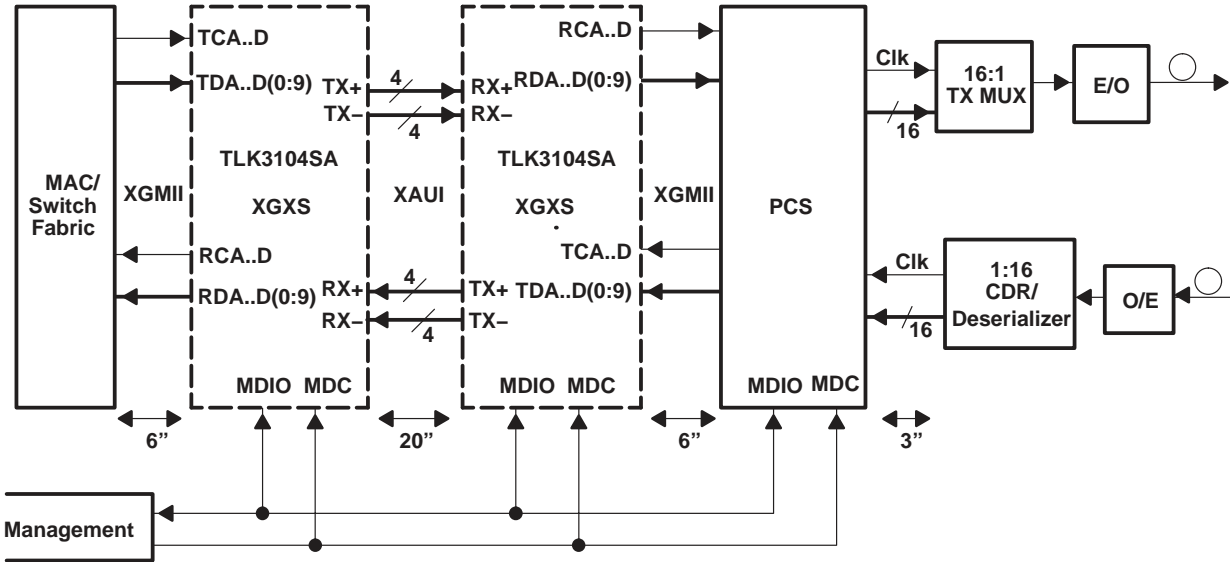 MAC/
Switch
Fabric
XGMII
TCA..D
TDA..D(0:9)
TX+
TX–
TLK3104SA
XGXS
RCA..D
RDA..D(0:9)
RX+
RX–
MDIO MDC
4
4
XAUI
4
4
RCA..D
RDA..D(0:9)
RX+
RX–
TLK3104SA
XGXS
TCA..D
TDA..D(0:9)
TX+
TX–
MDIO MDC
XGMII
PCS
MDIO MDC
Clk
16
16:1
TX MUX
E/O
Clk
16
1:16
CDR/
Deserializer
O/E
6”
20”
6”
3”
Management